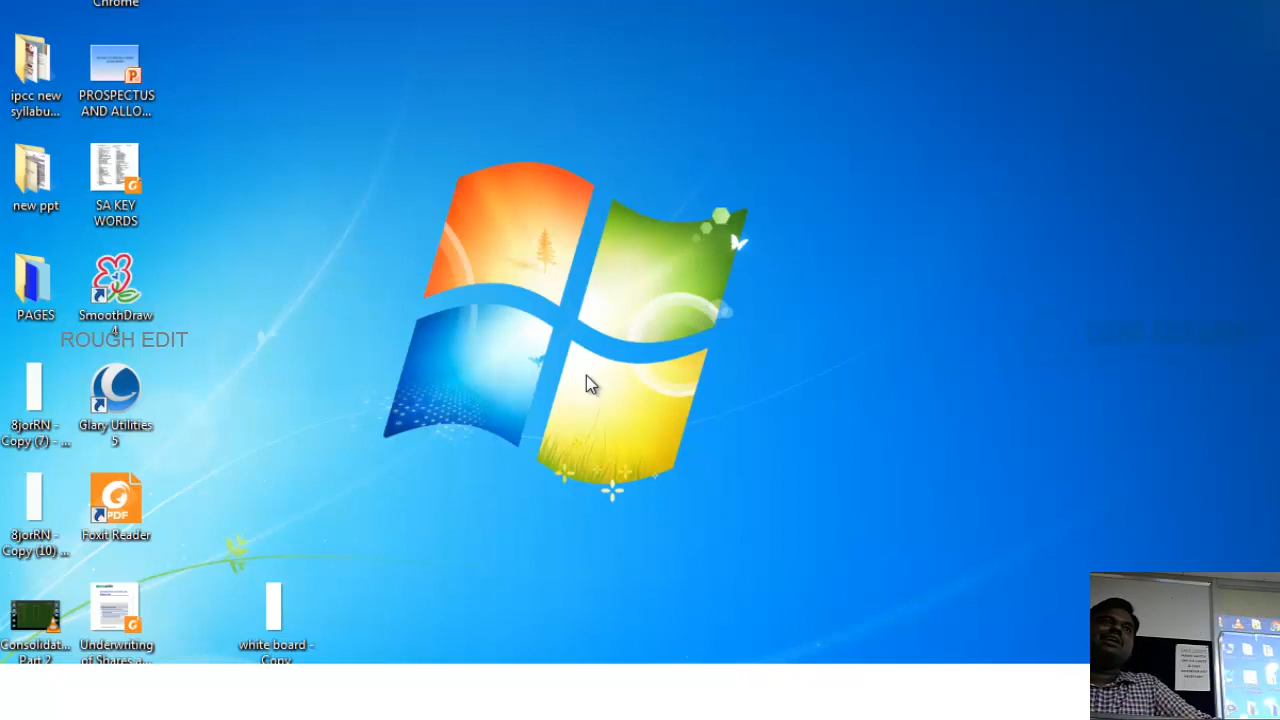 Chrome
ipcc new
syllabu...
PROSPECTUS
AND ALLO...
new ppt
SA KEY
WORDS
PAGES
SmoothDraw
4
ROUGH EDIT
8jorRN -
Copy (7) - ...
Glary Utilities
5
8jorRN -
Copy (10) ...
PDF
Foxit Reader
Consolidat...
Part 2
Underwriting
of Shares a...
white board -
Copy